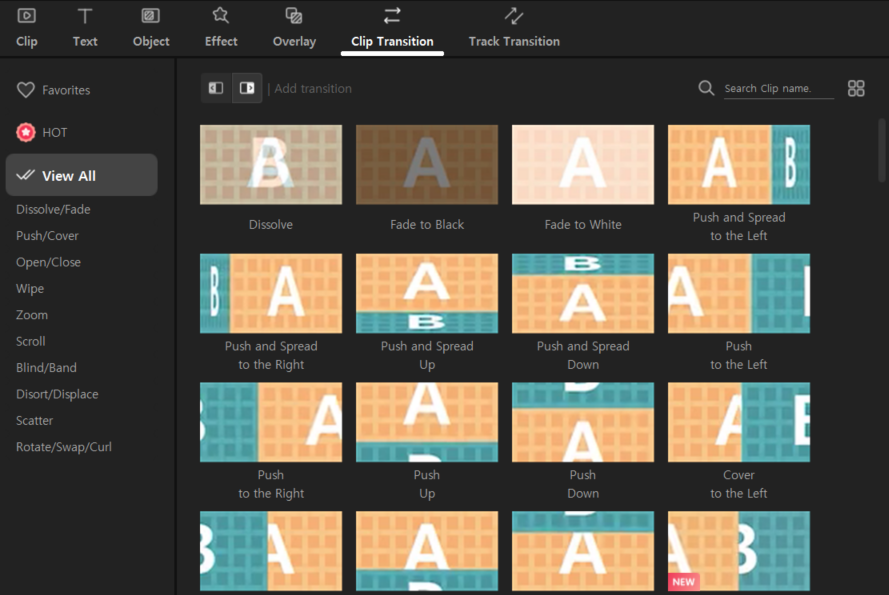 Clip Text Object Effect Overlay Clip Transition Track Transition
Favorites
HOT
View All
Dissolve/Fade
Push/Cover
Open/Close
Wipe
Zoom
Scroll
Blind/Band
Disort/Displace
Scatter
Rotate/Swap/Curl
| Add transition
Search Clip name.
B A A A B
Dissolve
Fade to Black
Fade to White
Push and Spread
to the Left
B A A B B A A
Push and Spread
to the Right
Push and Spread
Up
Push and Spread
Down
Push
to the Left
B A A B A A B
Push
to the Right
Push
Up
Push
Down
Cover
to the Left
B A A A A B
NEW